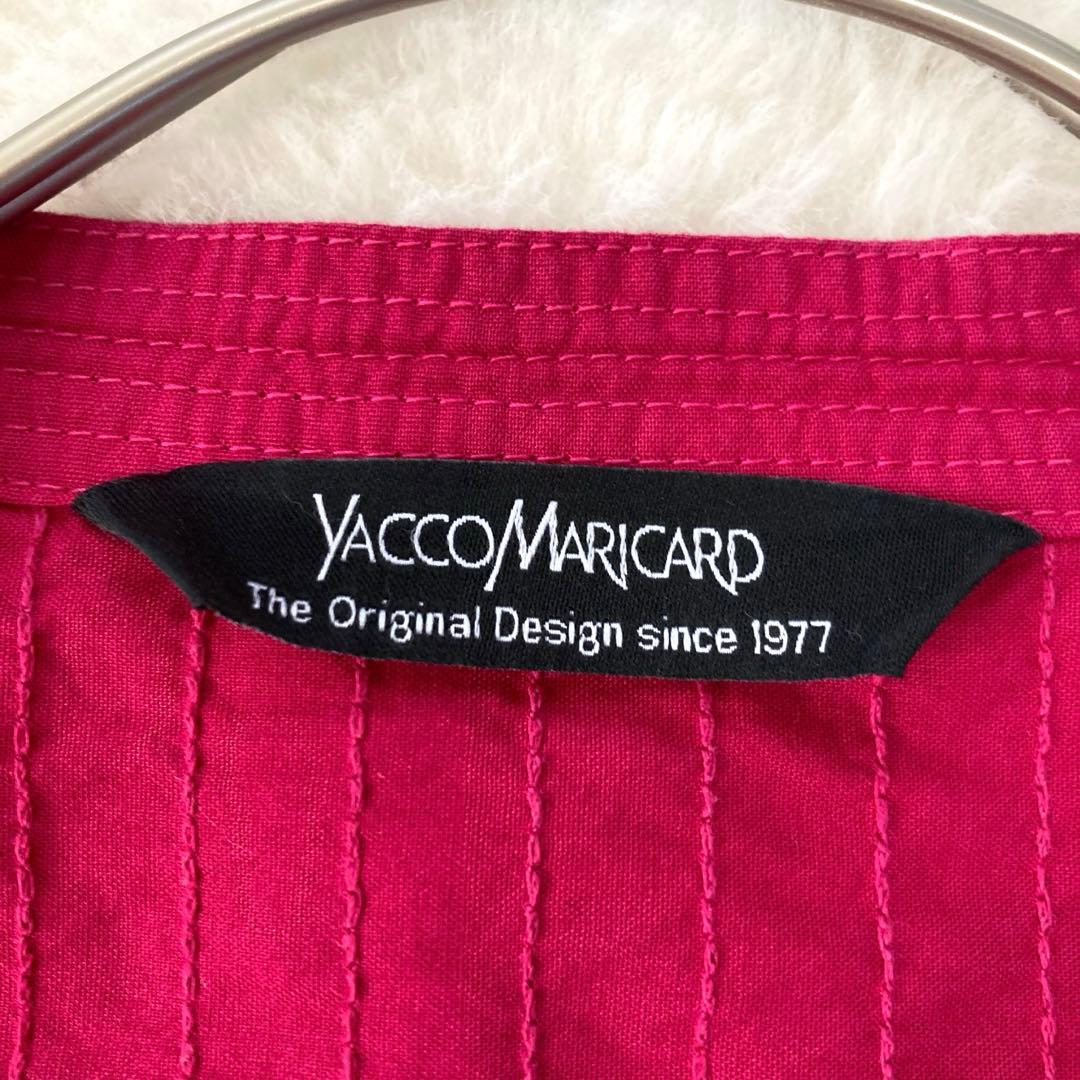 YACCOMARICARD
The Original Design since 1977